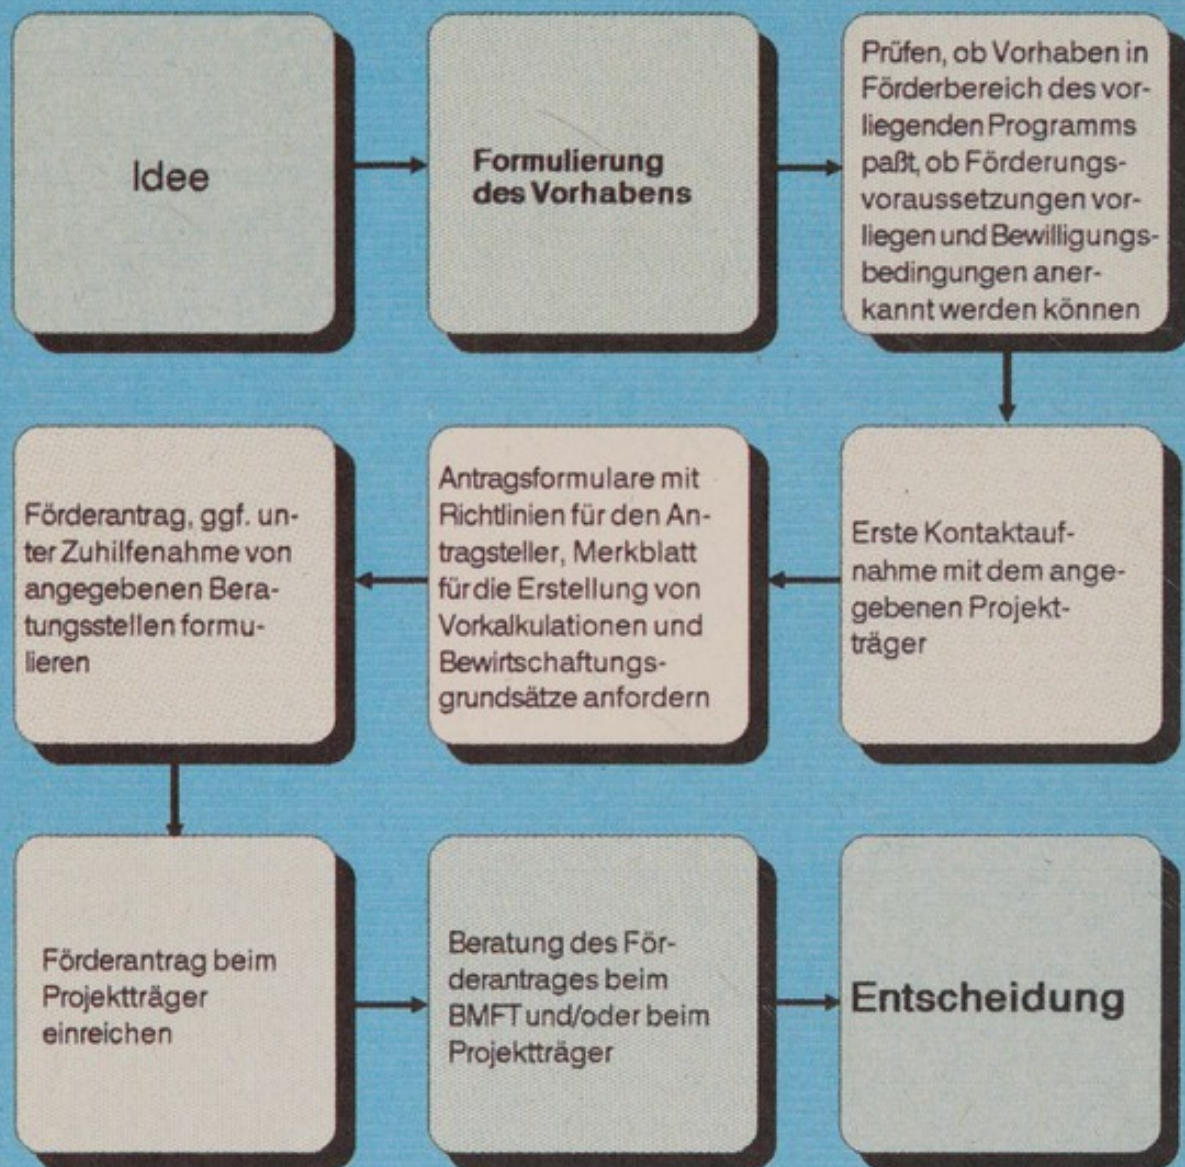 Idee
Formulierung
des Vorhabens
Prüfen, ob Vorhaben in
Förderbereich des vor-
liegenden Programms
paßt, ob Förderungs-
voraussetzungen vor-
liegen und Bewilligungs-
bedingungen aner-
kannt werden können
Erste Kontaktauf-
nahme mit dem ange-
gebenen Projekt-
träger
Antragsformulare mit
Richtlinien für den An-
tragsteller, Merkblatt
für die Erstellung von
Vorkalkulationen und
Bewirtschaftungs-
grundsätze anfordern
Förderantrag, ggf. un-
ter Zuhilfenahme von
angegebenen Bera-
tungsstellen formu-
lieren
Förderantrag beim
Projektträger
einreichen
Beratung des För-
derantrages beim
BMFT und/oder beim
Projektträger
Entscheidung